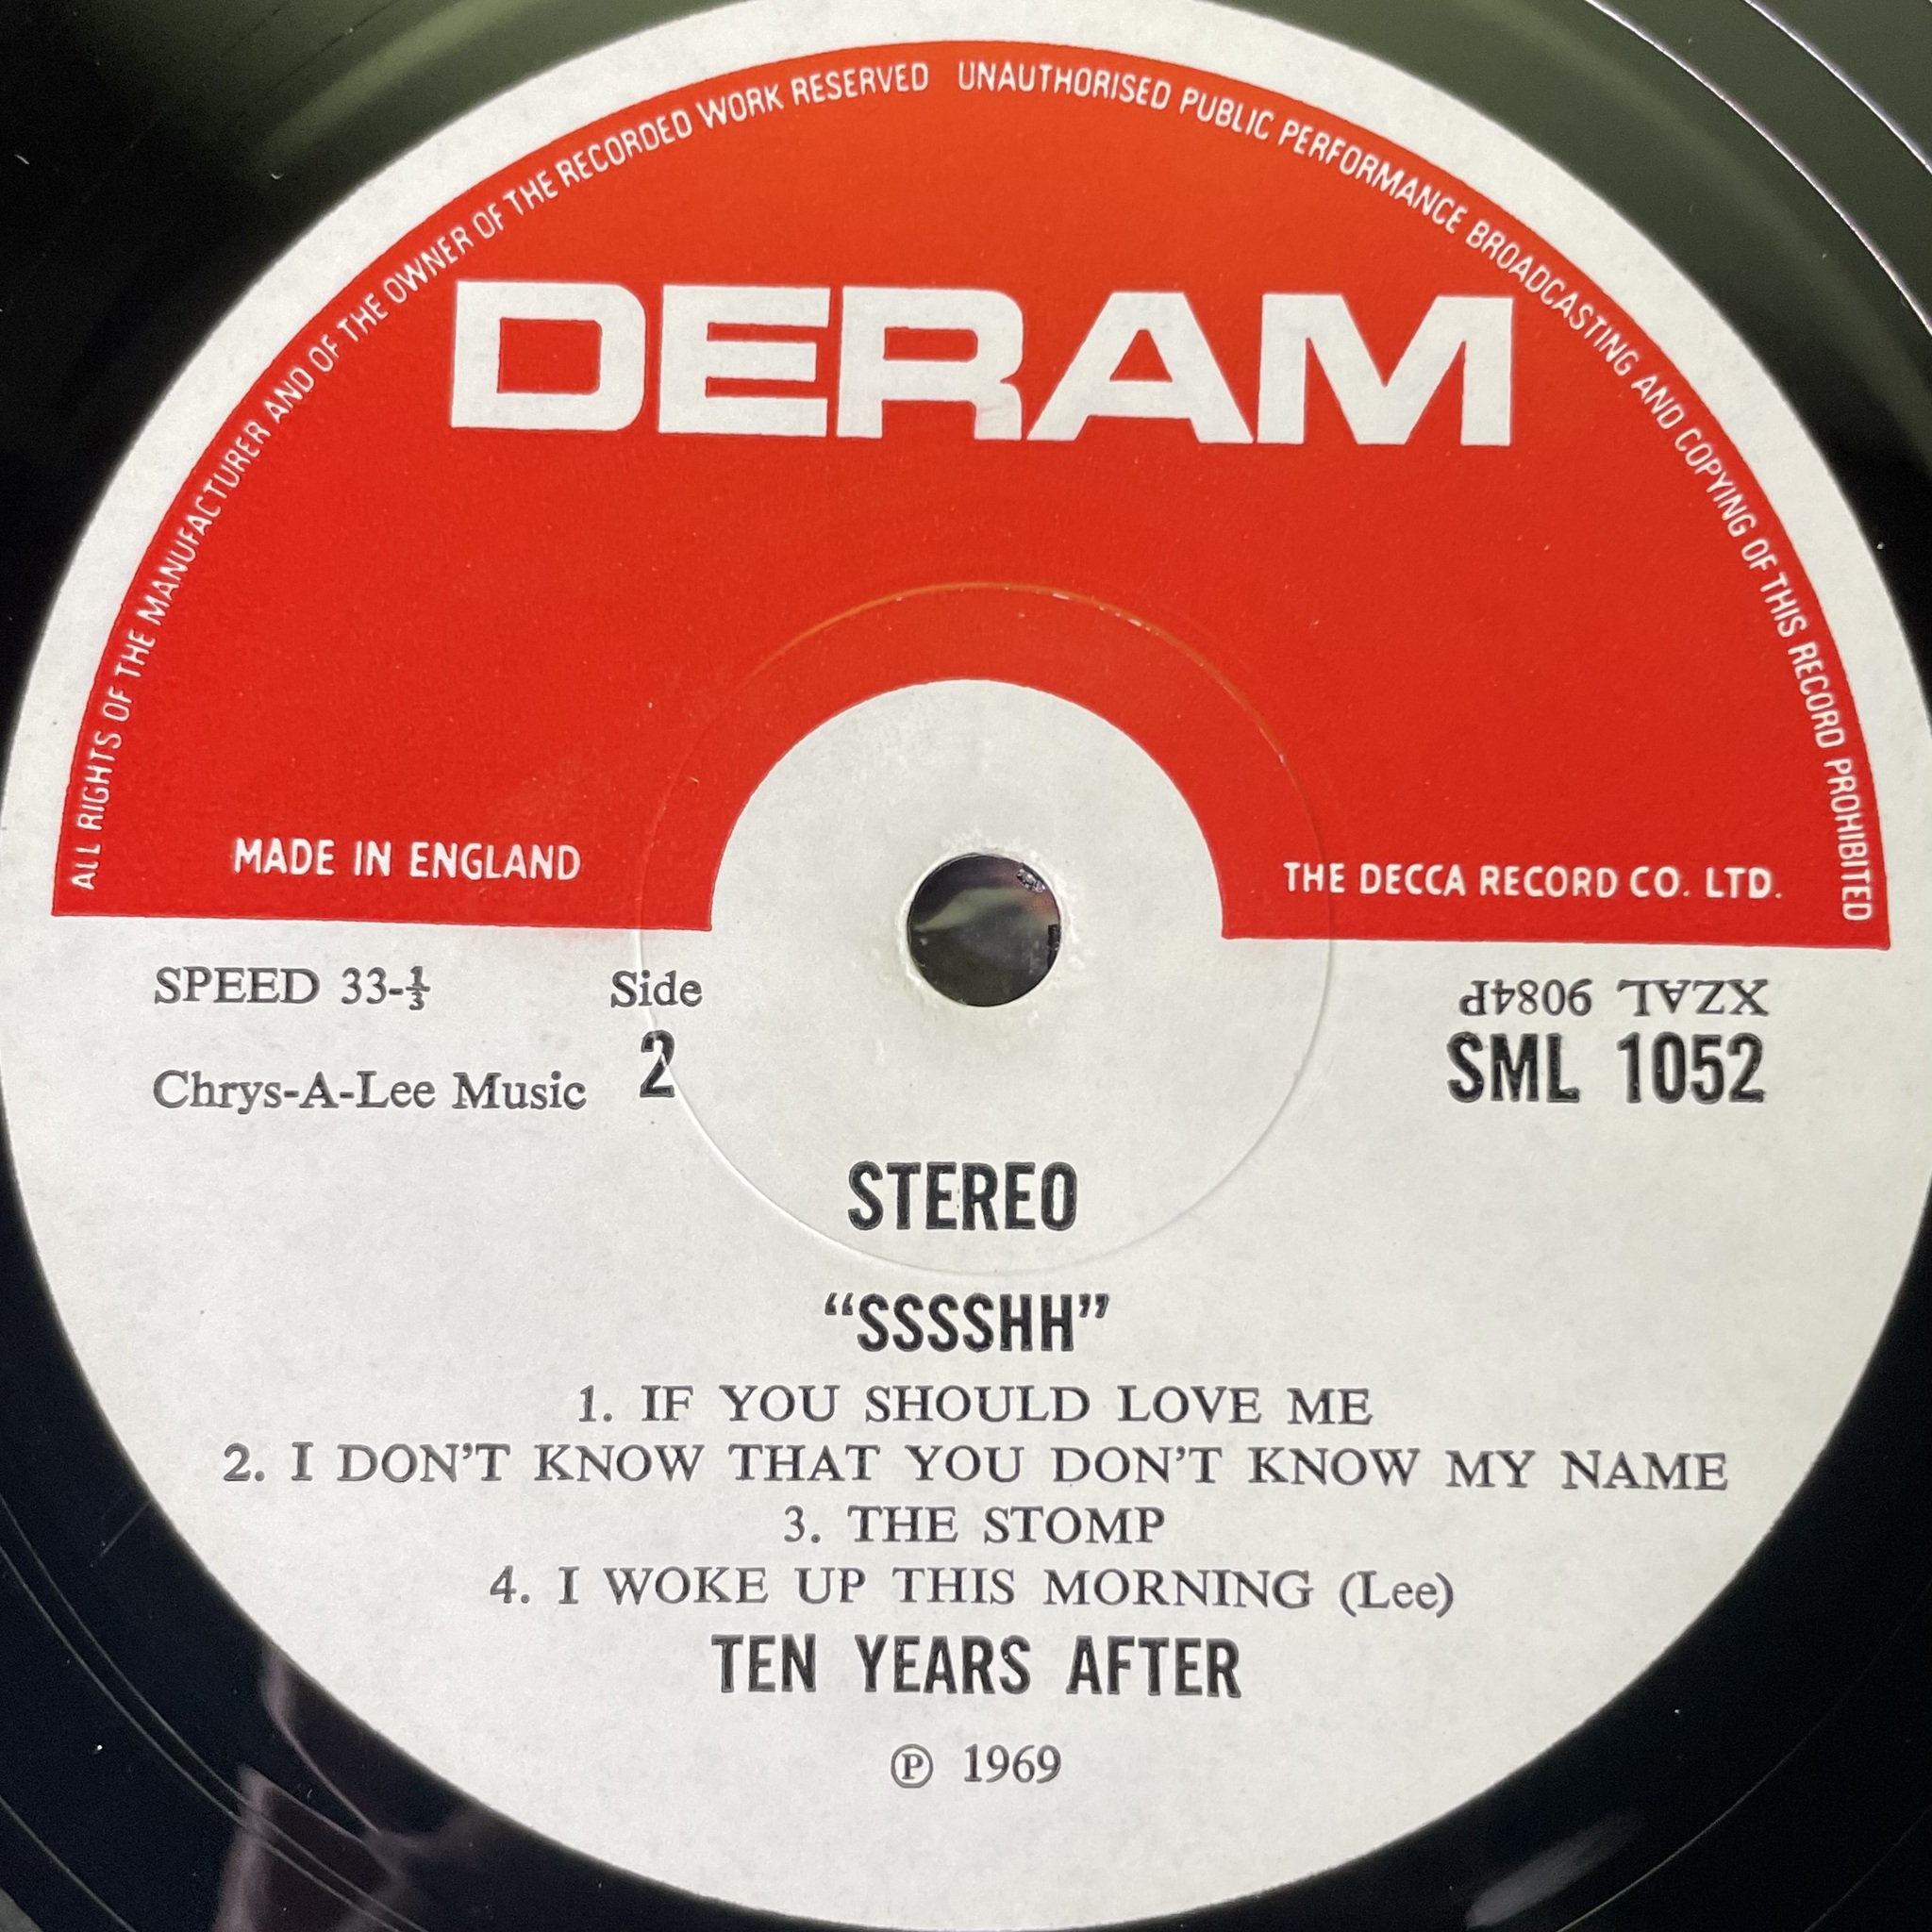 ALL RIGHTS OF THE MANUFACTURER AND OF THE OWNER OF THE RECORDED WORK RESERVED UNAUTHORISED PUBLIC PERFORMANCE BROADCASTING AND COPYING OF THIS RECORD PROHIBITED
DERAM
MADE IN ENGLAND
THE DECCA RECORD CO. LTD.
SPEED 33-⅓
Side
XZAL 9084P
Chrys-A-Lee Music
2
SML 1052
STEREO
“SSSSHH”
1. IF YOU SHOULD LOVE ME
2. I DON’T KNOW THAT YOU DON’T KNOW MY NAME
3. THE STOMP
4. I WOKE UP THIS MORNING (Lee)
TEN YEARS AFTER
℗ 1969